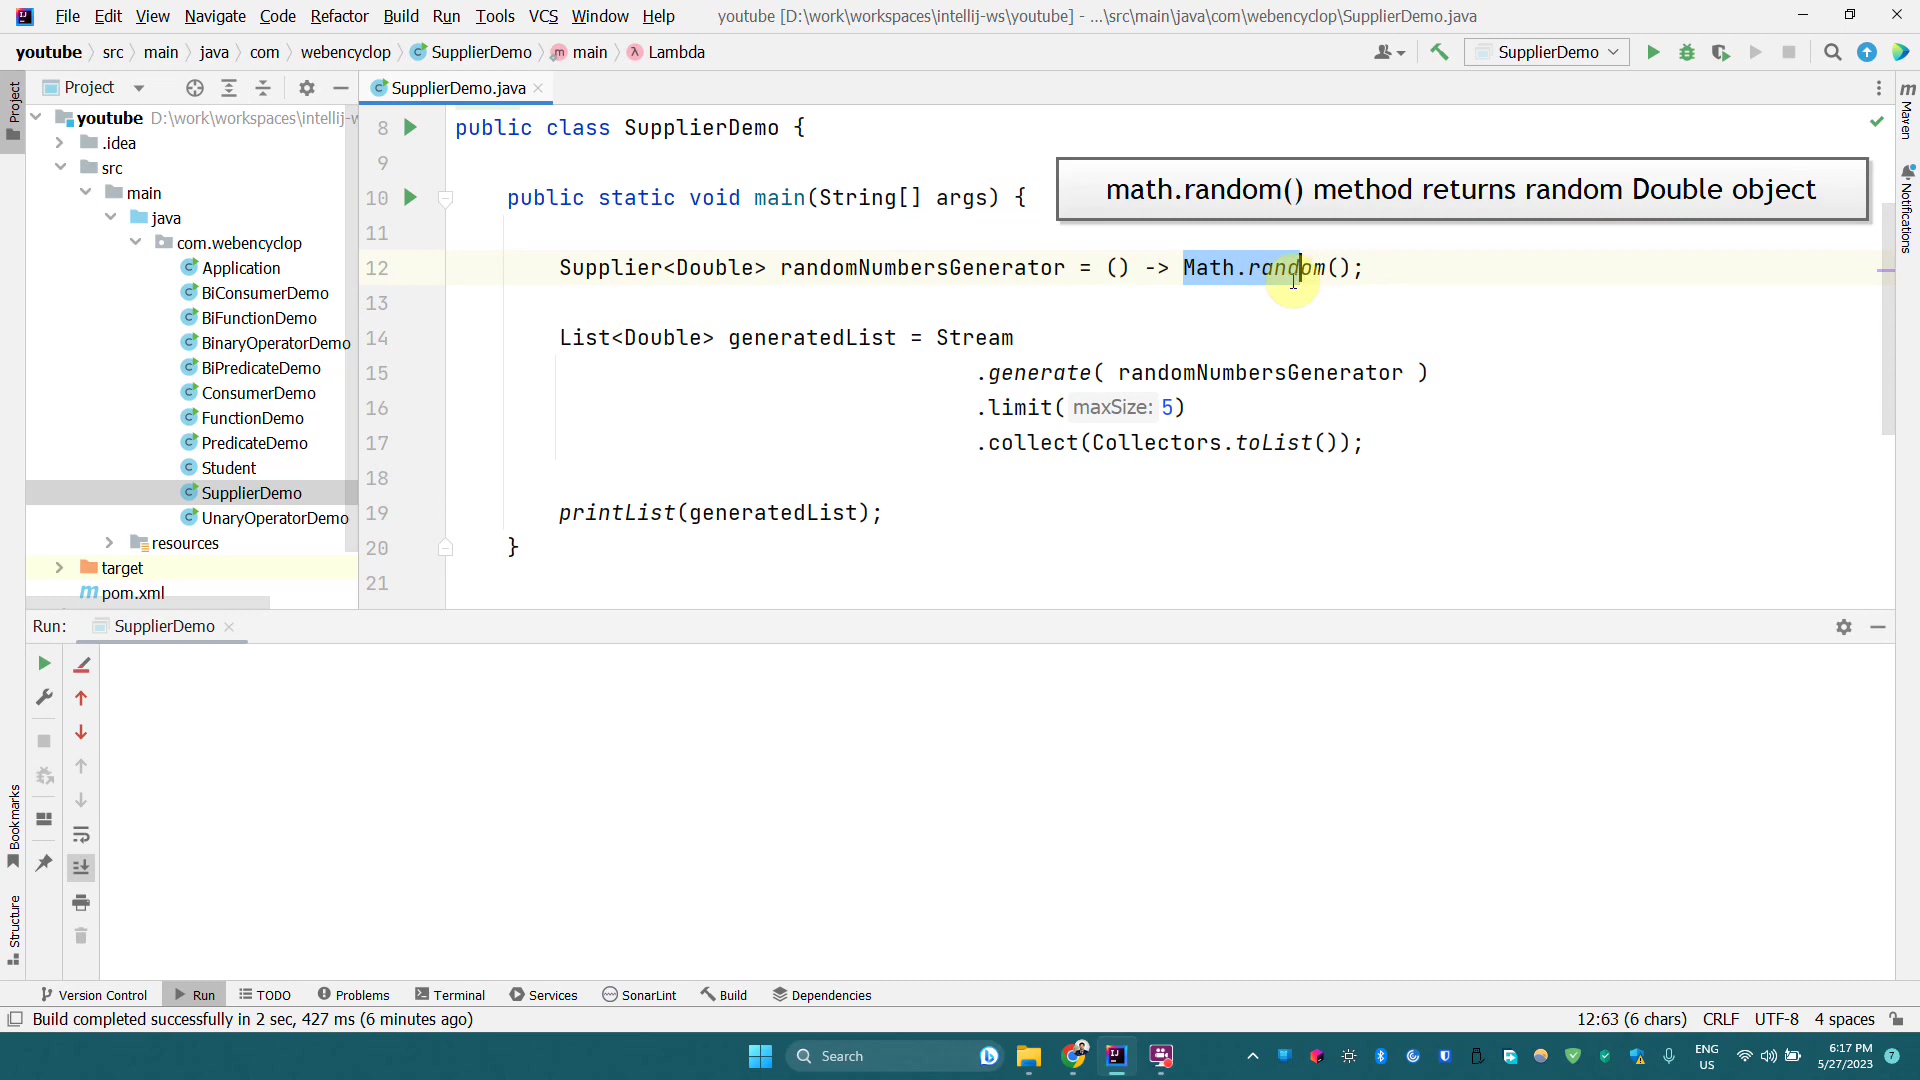 File Edit View Navigate Code Refactor Build Run Tools VCS Window Help youtube [D:\work\workspaces\intellij-ws\youtube] - ...\src\main\java\com\webencyclop\SupplierDemo.java
youtube src main java com webencyclop SupplierDemo main Lambda SupplierDemo
Project SupplierDemo.java
youtube D:\work\workspaces\intellij-w
.idea
src
main
java
com.webencyclop
Application
BiConsumerDemo
BiFunctionDemo
BinaryOperatorDemo
BiPredicateDemo
ConsumerDemo
FunctionDemo
PredicateDemo
Student
SupplierDemo
UnaryOperatorDemo
resources
target
pom.xml
8 public class SupplierDemo {
9
10 public static void main(String[] args) {
11
12 Supplier<Double> randomNumbersGenerator = () -> Math.random();
13
14 List<Double> generatedList = Stream
15 .generate( randomNumbersGenerator )
16 .limit( maxSize: 5)
17 .collect(Collectors.toList());
18
19 printList(generatedList);
20 }
21
math.random() method returns random Double object
Project
Bookmarks
Structure
Maven
Notifications
Run: SupplierDemo
Version Control Run TODO Problems Terminal Services SonarLint Build Dependencies
Build completed successfully in 2 sec, 427 ms (6 minutes ago) 12:63 (6 chars) CRLF UTF-8 4 spaces
Search ENG US 6:17 PM 5/27/2023 7